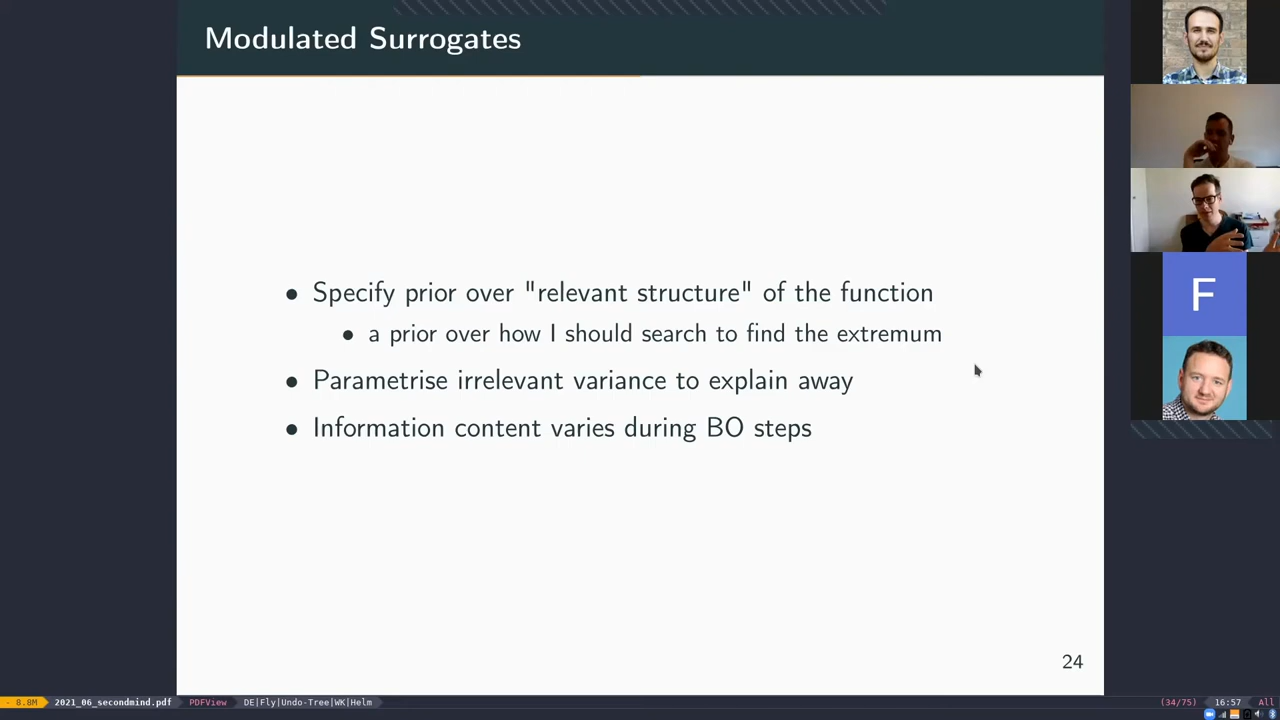 Modulated Surrogates
• Specify prior over "relevant structure" of the function
• a prior over how I should search to find the extremum
• Parametrise irrelevant variance to explain away
• Information content varies during BO steps
24
F
- 8.8M 2021_06_secondmind.pdf PDFView DE|Fly|Undo-Tree|WK|Helm (34/75) 16:57 All